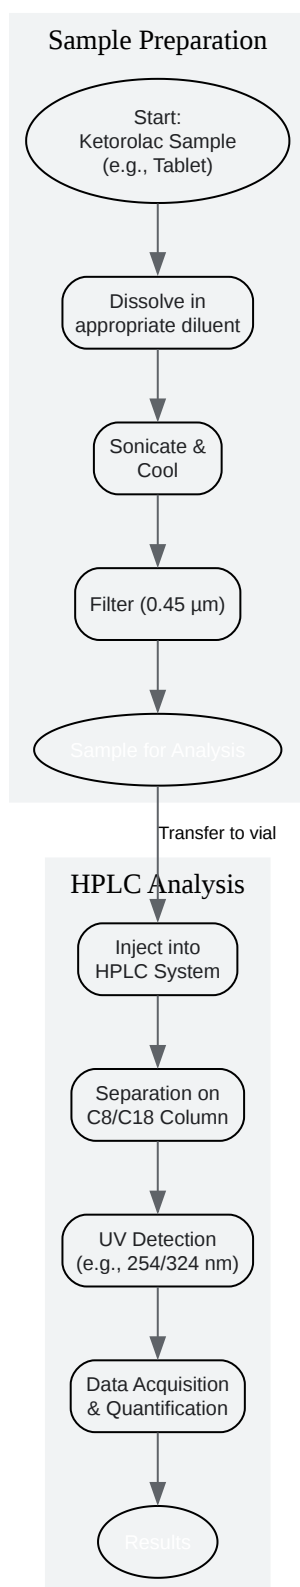 Sample Preparation
Start:
Ketorolac Sample
(e.g., Tablet)
Dissolve in
appropriate diluent
Sonicate &
Cool
Filter (0.45 µm)
Sample for Analysis
Transfer to vial
HPLC Analysis
Inject into
HPLC System
Separation on
C8/C18 Column
UV Detection
(e.g., 254/324 nm)
Data Acquisition
& Quantification
Results